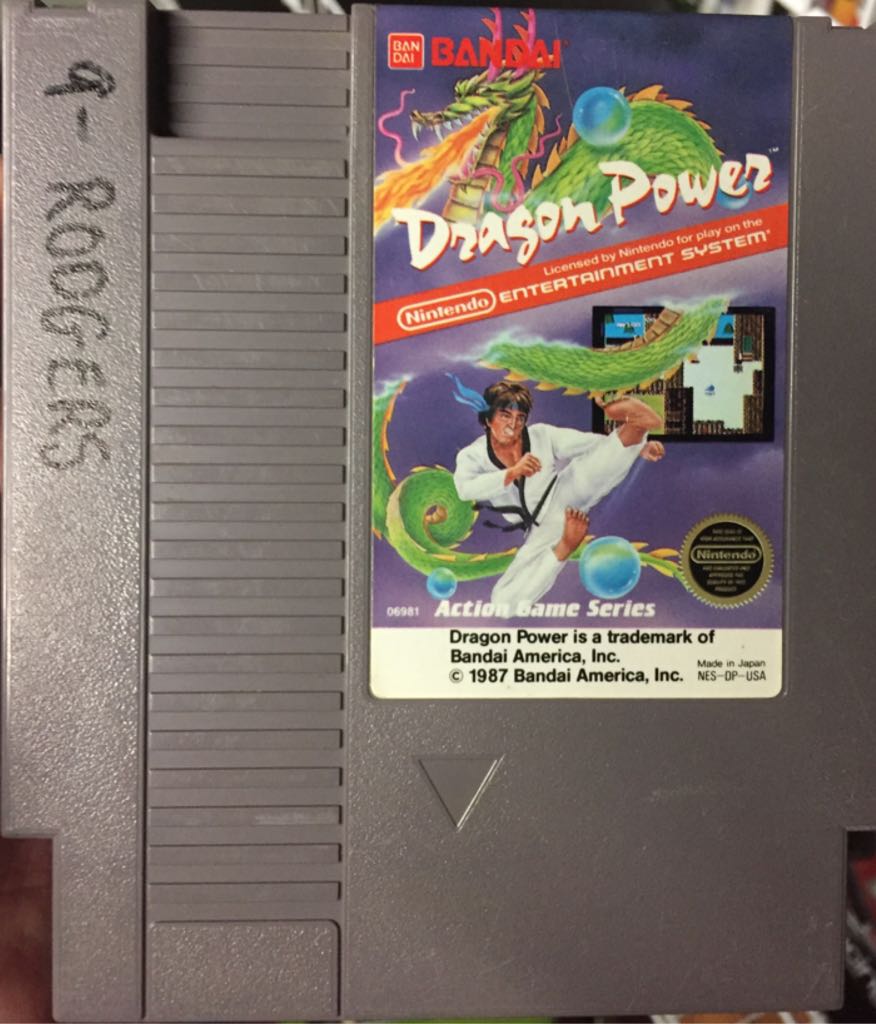 9- RODGERS
BAN
DAI
BANDAI
Dragon Power™
Licensed by Nintendo for play on the
Nintendo ENTERTAINMENT SYSTEM®
Nintendo
06981
Action Game Series
Dragon Power is a trademark of
Bandai America, Inc.
© 1987 Bandai America, Inc.
Made in Japan
NES-DP-USA